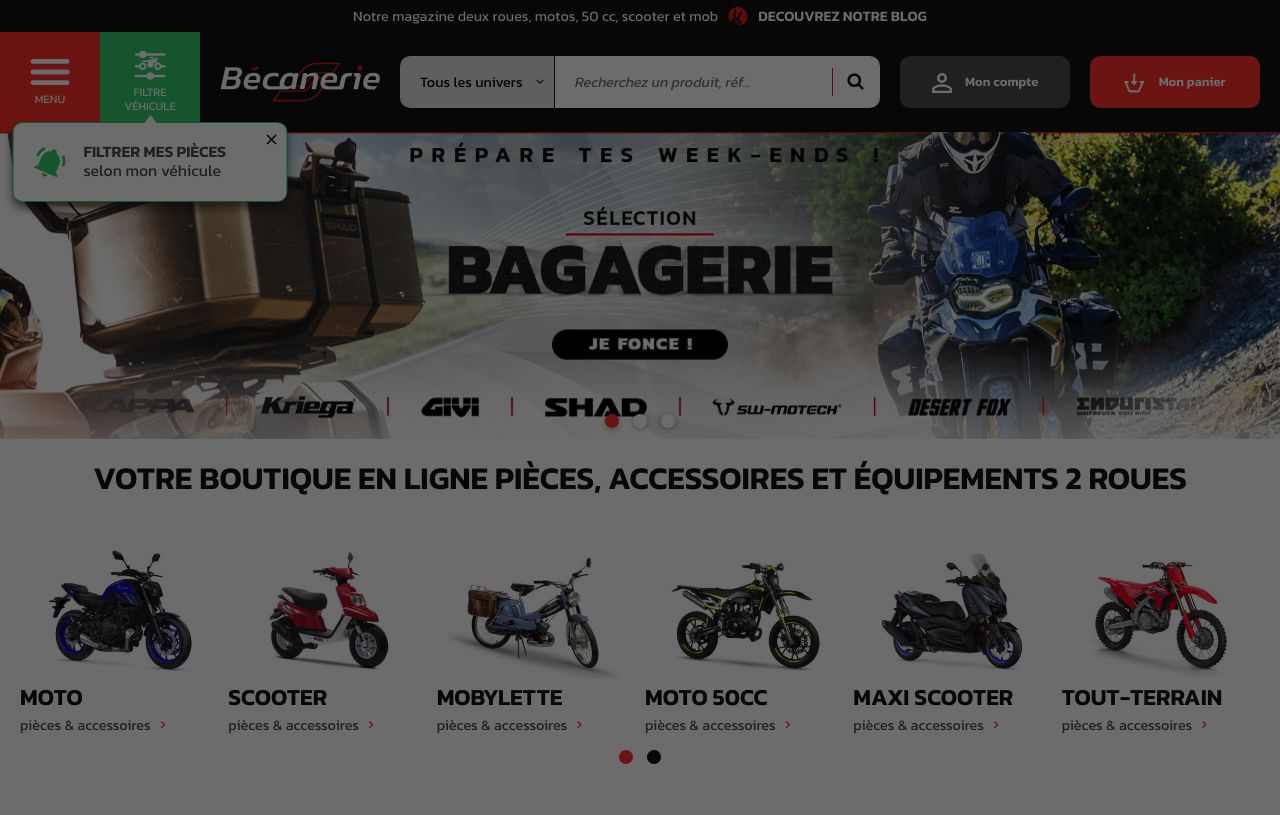 Notre magazine deux roues, motos, 50 cc, scooter et mob DECOUVREZ NOTRE BLOG
MENU
FILTRE
VÉHICULE
Bécanerie
Tous les univers
Recherchez un produit, réf...
Mon compte
Mon panier
FILTRER MES PIÈCES
selon mon véhicule
PRÉPARE TES WEEK-ENDS !
SHAD
SÉLECTION
BAGAGERIE
JE FONCE !
KAPPA Kriega GIVI SHAD SW-MOTECH DESERT FOX ENDURISTAN
WHEREVER YOU RIDE
VOTRE BOUTIQUE EN LIGNE PIÈCES, ACCESSOIRES ET ÉQUIPEMENTS 2 ROUES
MOTO SCOOTER MOBYLETTE MOTO 50CC MAXI SCOOTER TOUT-TERRAIN
pièces & accessoires pièces & accessoires pièces & accessoires pièces & accessoires pièces & accessoires pièces & accessoires